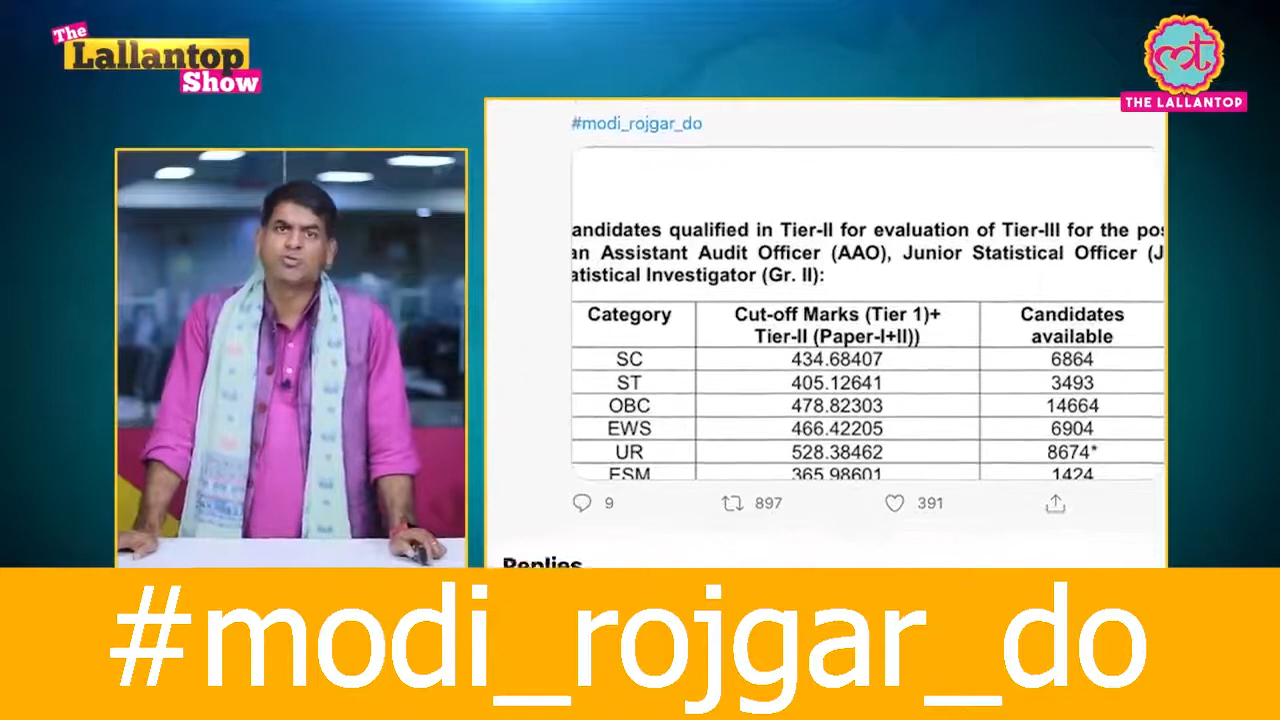 The
Lallantop
Show
मत
THE LALLANTOP
#modi_rojgar_do
andidates qualified in Tier-II for evaluation of Tier-III for the pos
an Assistant Audit Officer (AAO), Junior Statistical Officer (J
atistical Investigator (Gr. II):
Category Cut-off Marks (Tier 1)+ Candidates
Tier-II (Paper-I+II)) available
SC 434.68407 6864
ST 405.12641 3493
OBC 478.82303 14664
EWS 466.42205 6904
UR 528.38462 8674*
ESM 365.98601 1424
9 897 391
Replies
#modi_rojgar_do